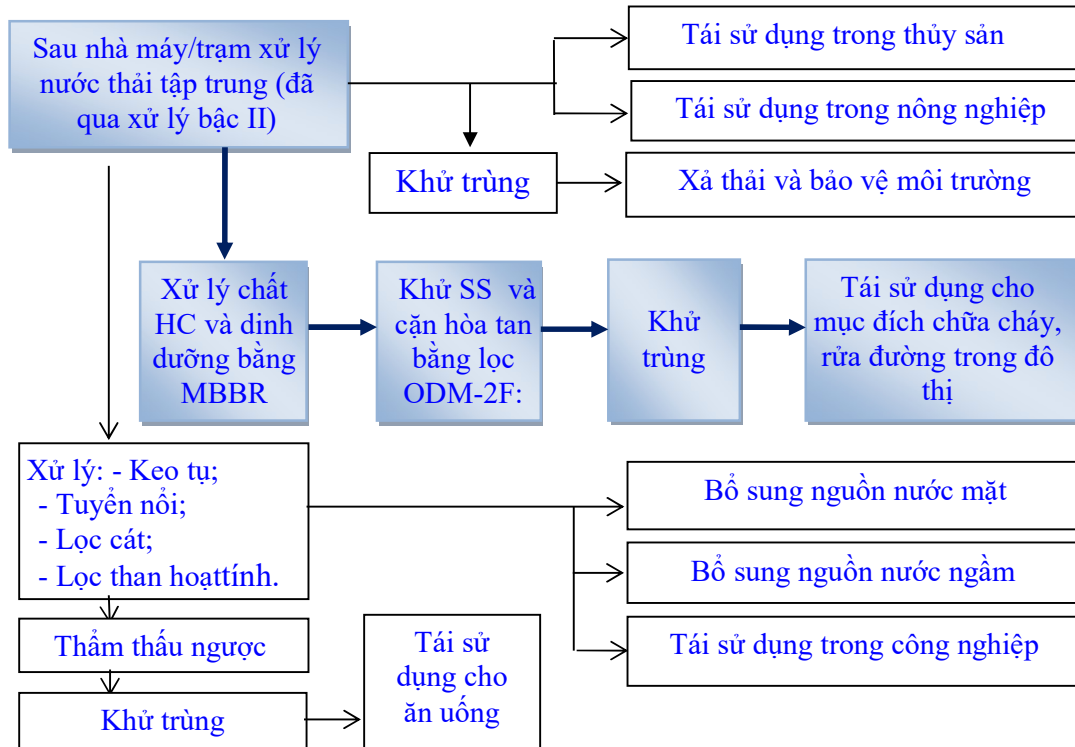 Sau nhà máy/trạm xử lý
nước thải tập trung (đã
qua xử lý bậc II)
Tái sử dụng trong thủy sản
Tái sử dụng trong nông nghiệp
Khử trùng
Xả thải và bảo vệ môi trường
Xử lý chất
HC và dinh
dưỡng bằng
MBBR
Khử SS và
cặn hòa tan
bằng lọc
ODM-2F:
Khử
trùng
Tái sử dụng cho
mục đích chữa cháy,
rửa đường trong đô
thị
Xử lý: - Keo tụ;
- Tuyển nổi;
- Lọc cát;
- Lọc than hoạttính.
Bổ sung nguồn nước mặt
Bổ sung nguồn nước ngầm
Tái sử dụng trong công nghiệp
Thẩm thấu ngược
Khử trùng
Tái sử
dụng cho
ăn uống